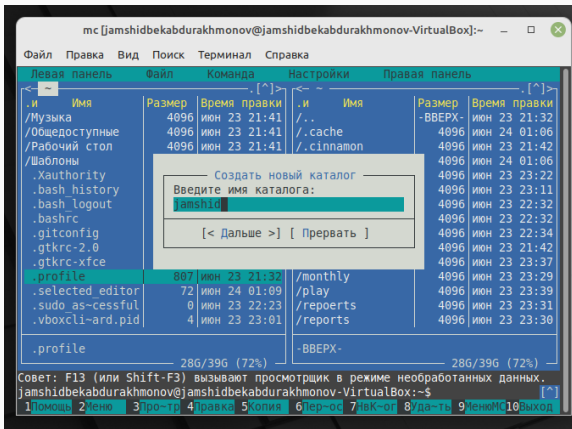 mc [jamshidbekabdurakhmonov@jamshidbekabdurakhmonov-VirtualBox]:~
Файл Правка Вид Поиск Терминал Справка
Левая панель Файл Команда Настройки Правая панель
<- ~ .[^]> <- ~ .[^]>
.и Имя Размер Время правки .и Имя Размер Время правки
/Музыка 4096 июн 23 21:41 /.. -ВВЕРХ- июн 23 21:32
/Общедоступные 4096 июн 23 21:41 /.cache 4096 июн 24 01:06
/Рабочий стол 4096 июн 23 21:41 /.cinnamon 4096 июн 23 21:42
/Шаблоны 4096 июн 24 01:06
.Xauthority 4096 июн 23 23:22
.bash_history 4096 июн 23 23:11
.bash_logout 4096 июн 23 22:32
.bashrc 4096 июн 23 22:32
.gitconfig 4096 июн 23 22:34
.gtkrc-2.0 4096 июн 23 21:42
.gtkrc-xfce 4096 июн 23 23:37
.profile 807 июн 23 21:32 /monthly 4096 июн 23 23:29
.selected_editor 72 июн 24 01:09 /play 4096 июн 23 23:39
.sudo_as~cessful 0 июн 23 22:23 /repoerts 4096 июн 23 23:31
.vboxcli~ard.pid 4 июн 23 23:01 /reports 4096 июн 23 23:30
Создать новый каталог
Введите имя каталога:
jamshid
[< Дальше >] [ Прервать ]
.profile -ВВЕРХ-
28G/39G (72%) 28G/39G (72%)
Совет: F13 (или Shift-F3) вызывают просмотрщик в режиме необработанных данных.
jamshidbekabdurakhmonov@jamshidbekabdurakhmonov-VirtualBox:~$ [^]
1Помощь 2Меню 3Про~тр 4Правка 5Копия 6Пер~ос 7НвК~ог 8Уда~ть 9МенюMC 10Выход